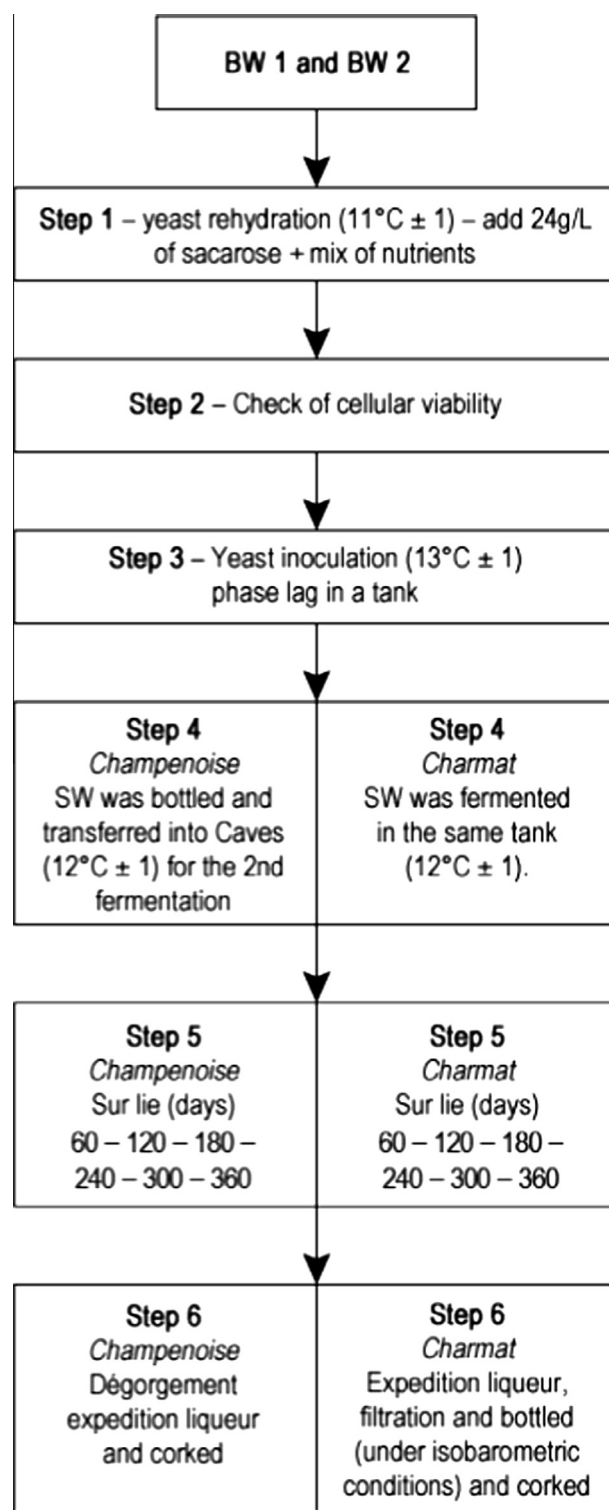 BW 1 and BW 2
Step 1 – yeast rehydration (11°C ± 1) – add 24g/L
of sacarose + mix of nutrients
Step 2 – Check of cellular viability
Step 3 – Yeast inoculation (13°C ± 1)
phase lag in a tank
Step 4
Champenoise
SW was bottled and
transferred into Caves
(12°C ± 1) for the 2nd
fermentation
Step 4
Charmat
SW was fermented
in the same tank
(12°C ± 1).
Step 5
Champenoise
Sur lie (days)
60 – 120 – 180 –
240 – 300 – 360
Step 5
Charmat
Sur lie (days)
60 – 120 – 180 –
240 – 300 – 360
Step 6
Champenoise
Dégorgement
expedition liqueur
and corked
Step 6
Charmat
Expedition liqueur,
filtration and bottled
(under isobarometric
conditions) and corked